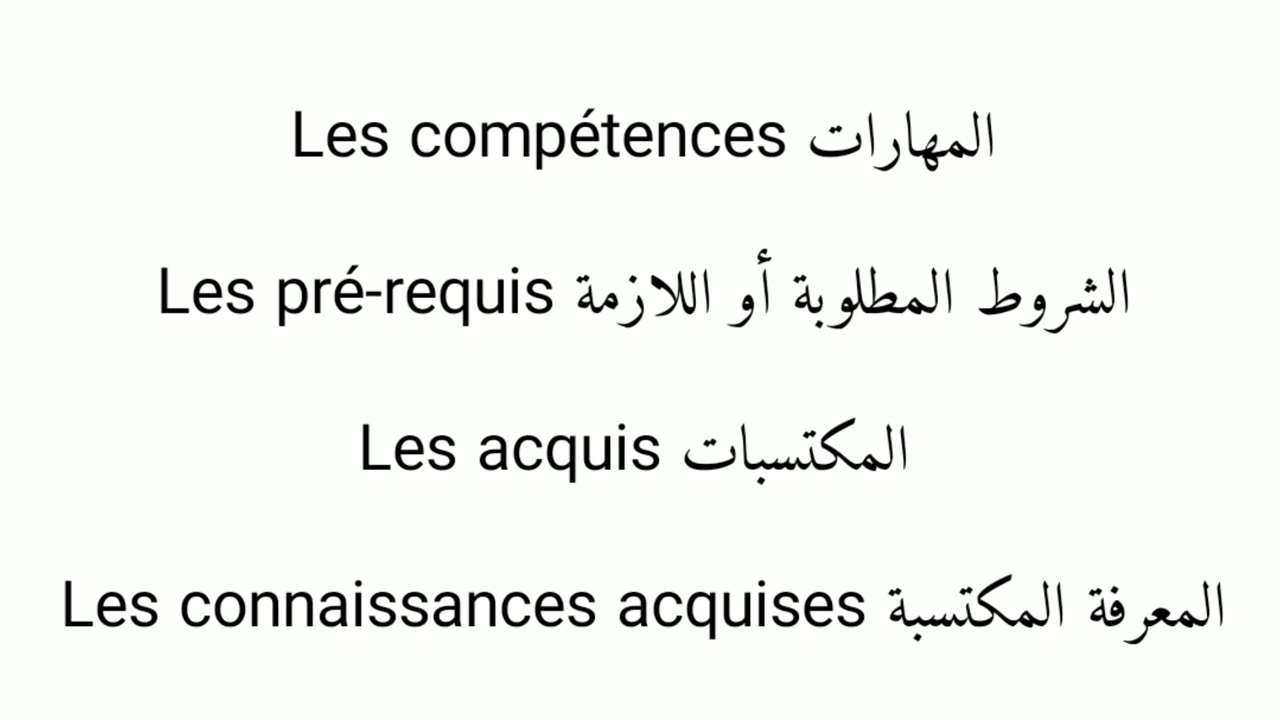 Les compétences المهارات
Les pré-requis الشروط المطلوبة أو اللازمة
Les acquis المكتسبات
Les connaissances acquises المعرفة المكتسبة